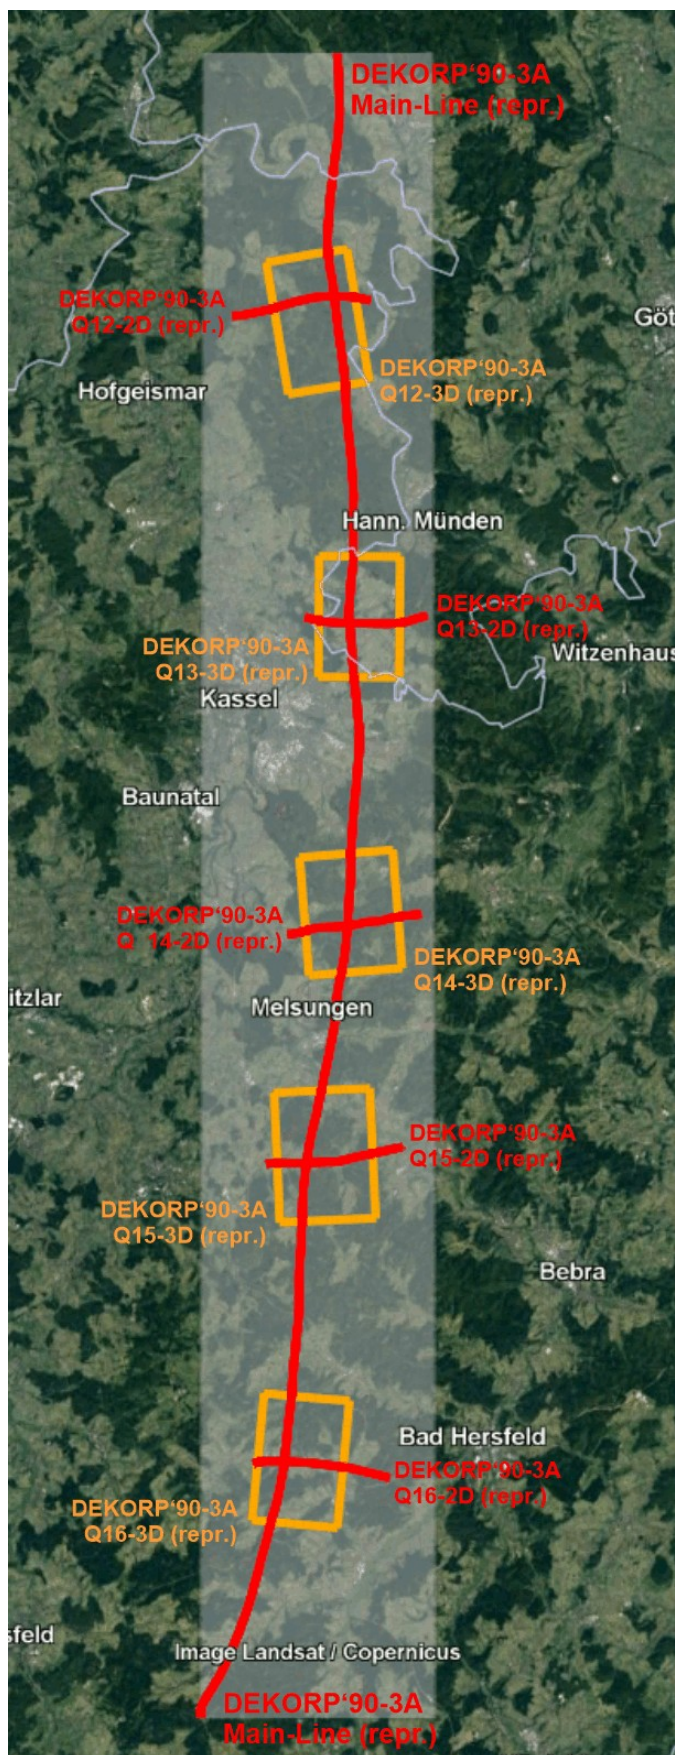 DEKORP‘90-3A
Main-Line (repr.)
DEKORP‘90-3A
Q12-2D (repr.)
Göt
DEKORP‘90-3A
Q12-3D (repr.)
Hofgeismar
Hann. Münden
DEKORP‘90-3A
Q13-2D (repr.)
DEKORP‘90-3A
Q13-3D (repr.)
Witzenhaus
Kassel
Baunatal
DEKORP‘90-3A
Q 14-2D (repr.)
DEKORP‘90-3A
Q14-3D (repr.)
itzlar
Melsungen
DEKORP‘90-3A
Q15-2D (repr.)
DEKORP‘90-3A
Q15-3D (repr.)
Bebra
Bad Hersfeld
DEKORP‘90-3A
Q16-2D (repr.)
DEKORP‘90-3A
Q16-3D (repr.)
sfeld
Image Landsat / Copernicus
DEKORP‘90-3A
Main-Line (repr.)